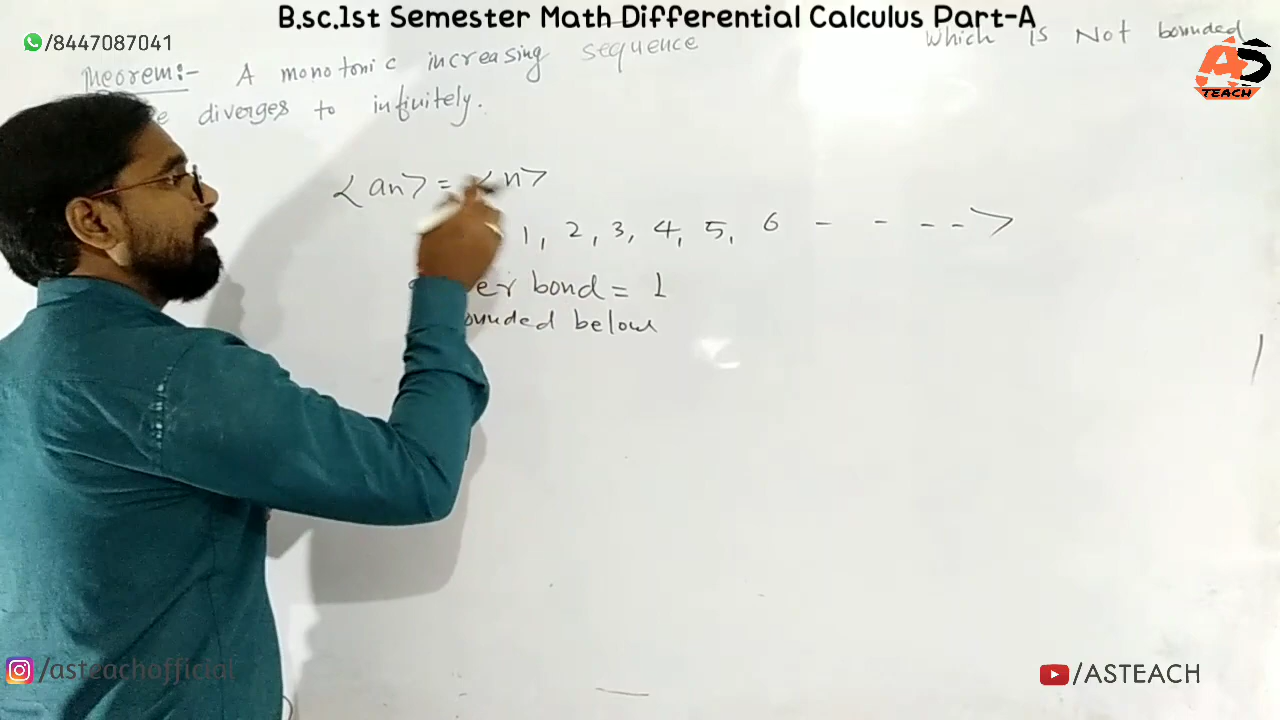 B.sc.1st Semester Math Differential Calculus Part-A
/8447087041
Theorem:- A monotonic increasing sequence which is Not bounded
diverges to infinitely.
AS
TEACH
<an> = <n>
1, 2, 3, 4, 5, 6 - - - - >
er bond = 1
ounded below
/asteachofficial
/ASTEACH